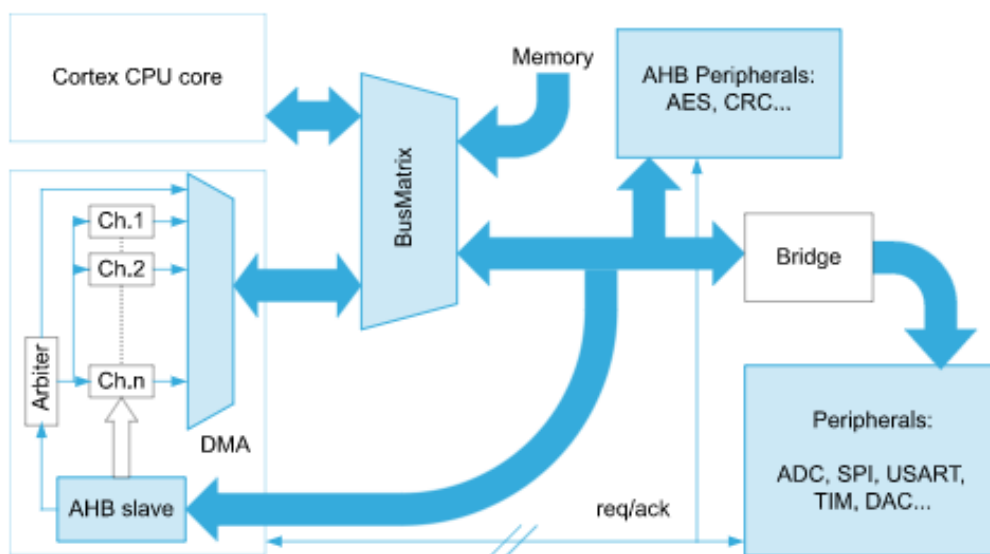 Cortex CPU core
Memory
AHB Peripherals:
AES, CRC...
BusMatrix
Ch.1
Ch.2
Ch.n
Arbiter
DMA
AHB slave
Bridge
Peripherals:
ADC, SPI, USART,
TIM, DAC...
req/ack